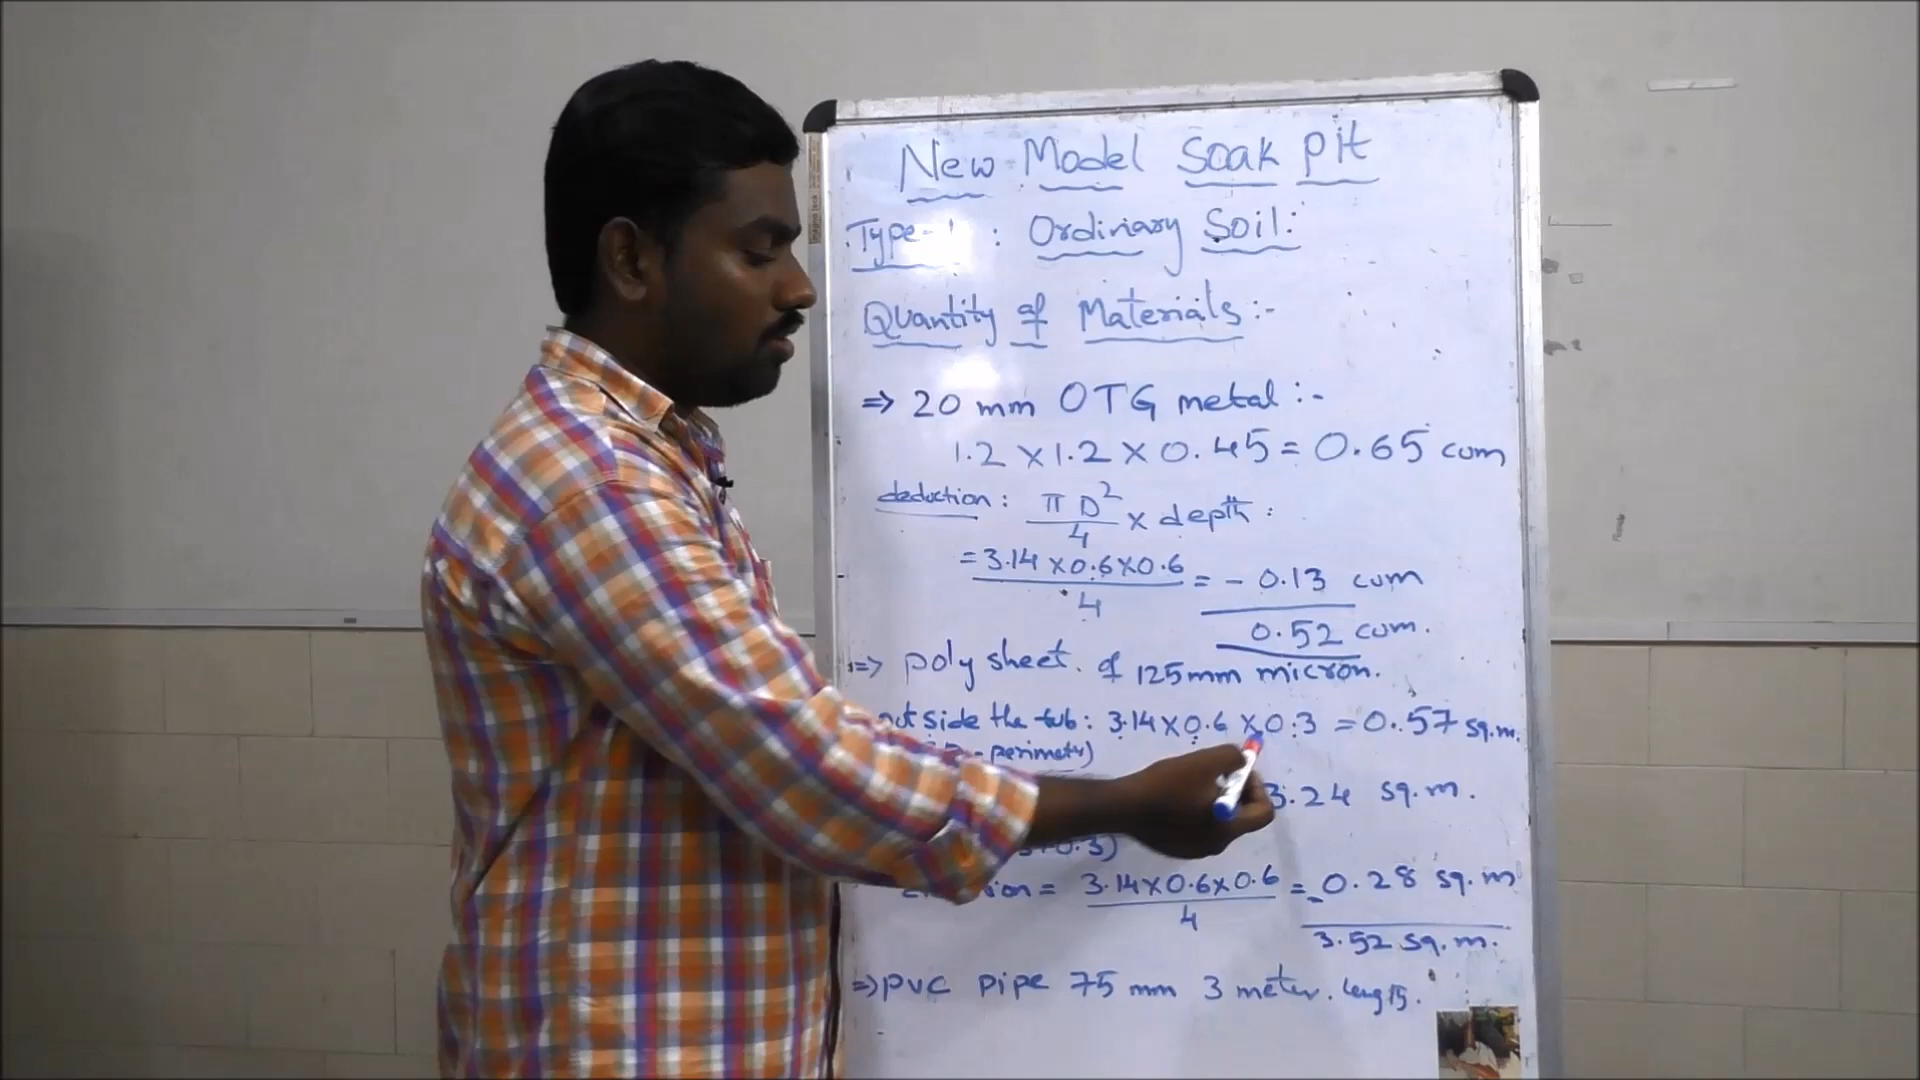 New Model Soak Pit
Type-1 : Ordinary Soil:
Quantity of Materials:-
⇒ 20 mm OTG metal :-
1.2 x 1.2 x 0.45 = 0.65 cum
deduction: π D² / 4 x depth :
= 3.14 x 0.6 x 0.6 / 4 = - 0.13 cum
0.52 cum.
⇒ poly sheet. of 125mm micron.
side the tub: 3.14 x 0.6 x 0.3 = 0.57 sq.m.
- perimetr)
3.24 sq.m.
0.3)
= 3.14 x 0.6 x 0.6 / 4 = - 0.28 sq.m
3.52 sq.m.
⇒ PVC pipe 75 mm 3 meter. length.